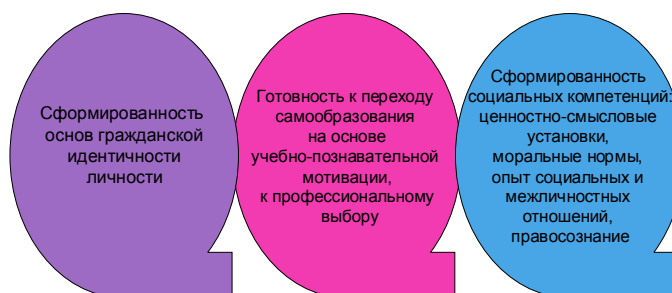 Сформированность
основ гражданской
идентичности
личности
Готовность к переходу
самообразования
на основе
учебно-познавательной
мотивации,
к профессиональному
выбору
Сформированность
социальных компетенций:
ценностно-смысловые
установки,
моральные нормы,
опыт социальных и
межличностных
отношений,
правосознание